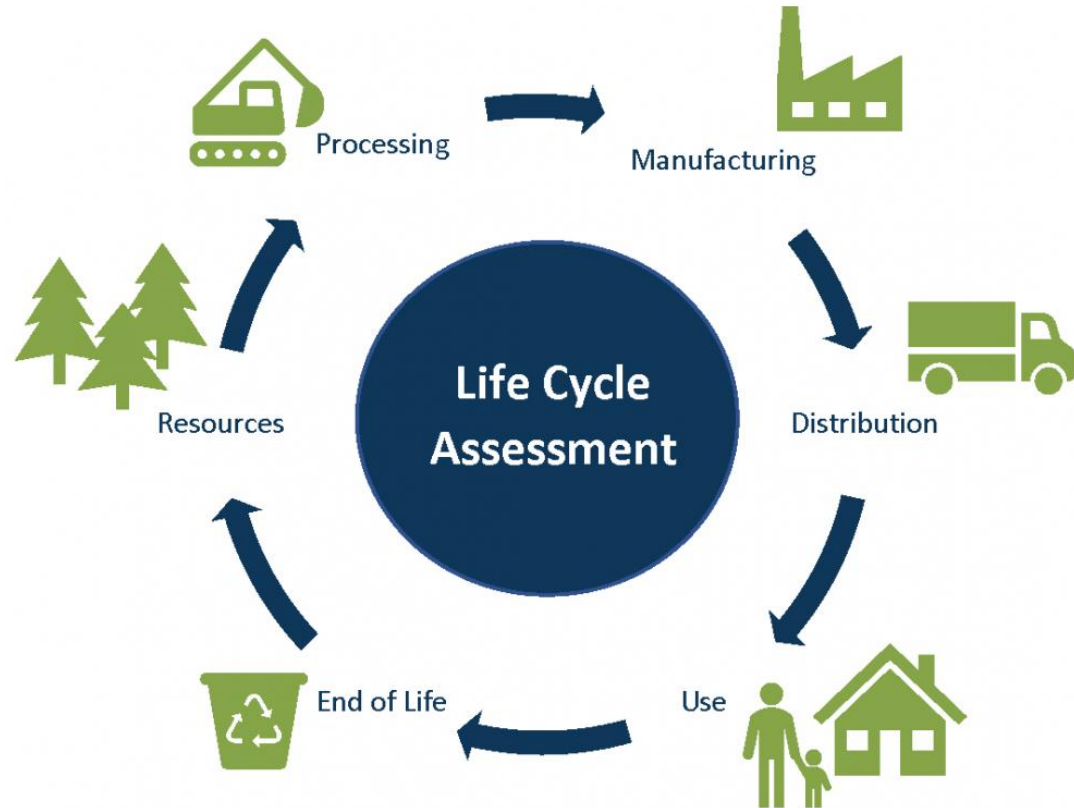 Processing
Manufacturing
Resources
Life Cycle
Assessment
Distribution
End of Life
Use